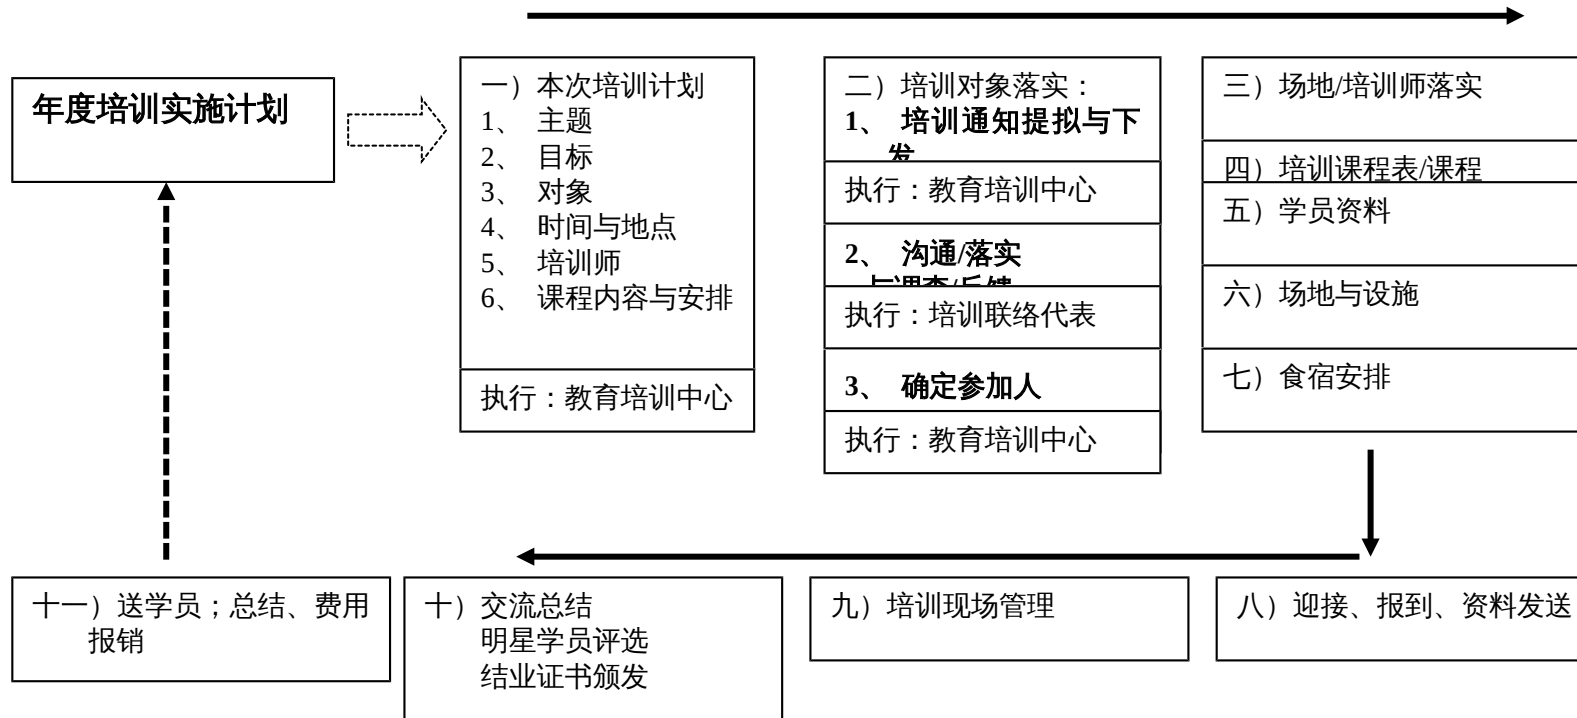 年度培训实施计划
一）本次培训计划
1、 主题
2、 目标
3、 对象
4、 时间与地点
5、 培训师
6、 课程内容与安排
执行：教育培训中心
二）培训对象落实：
1、 培训通知提拟与下
发
执行：教育培训中心
2、 沟通/落实
与调查/反馈
执行：培训联络代表
3、 确定参加人
执行：教育培训中心
三）场地/培训师落实
四）培训课程表/课程
五）学员资料
六）场地与设施
七）食宿安排
八）迎接、报到、资料发送
九）培训现场管理
十）交流总结
明星学员评选
结业证书颁发
十一）送学员；总结、费用
报销